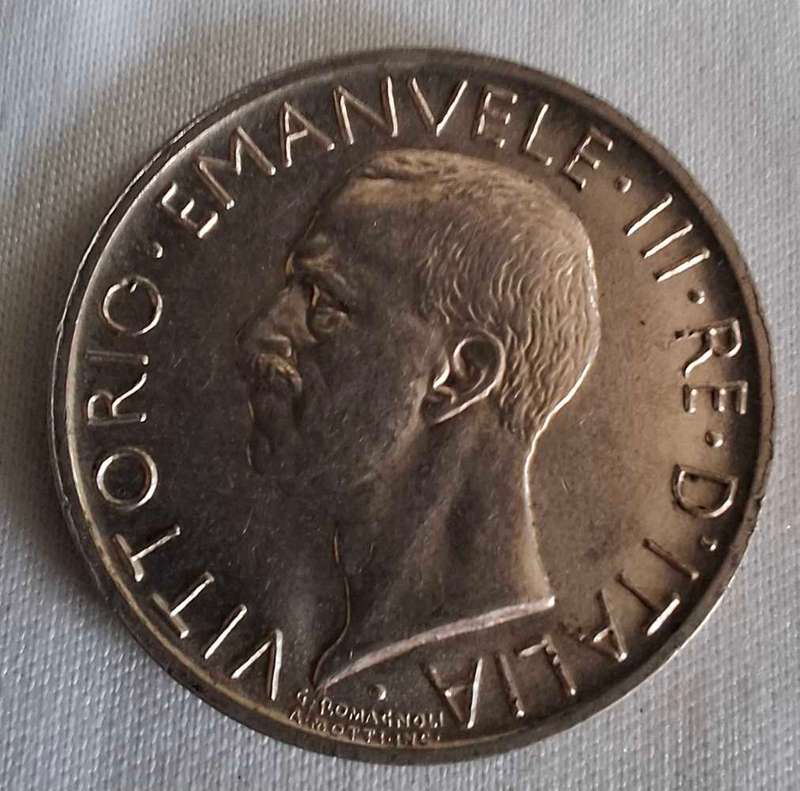 VITTORIO · EMANVELE · III · RE · D'ITALIA
G. ROMAGNOLI
A. MOTTI · INC ·